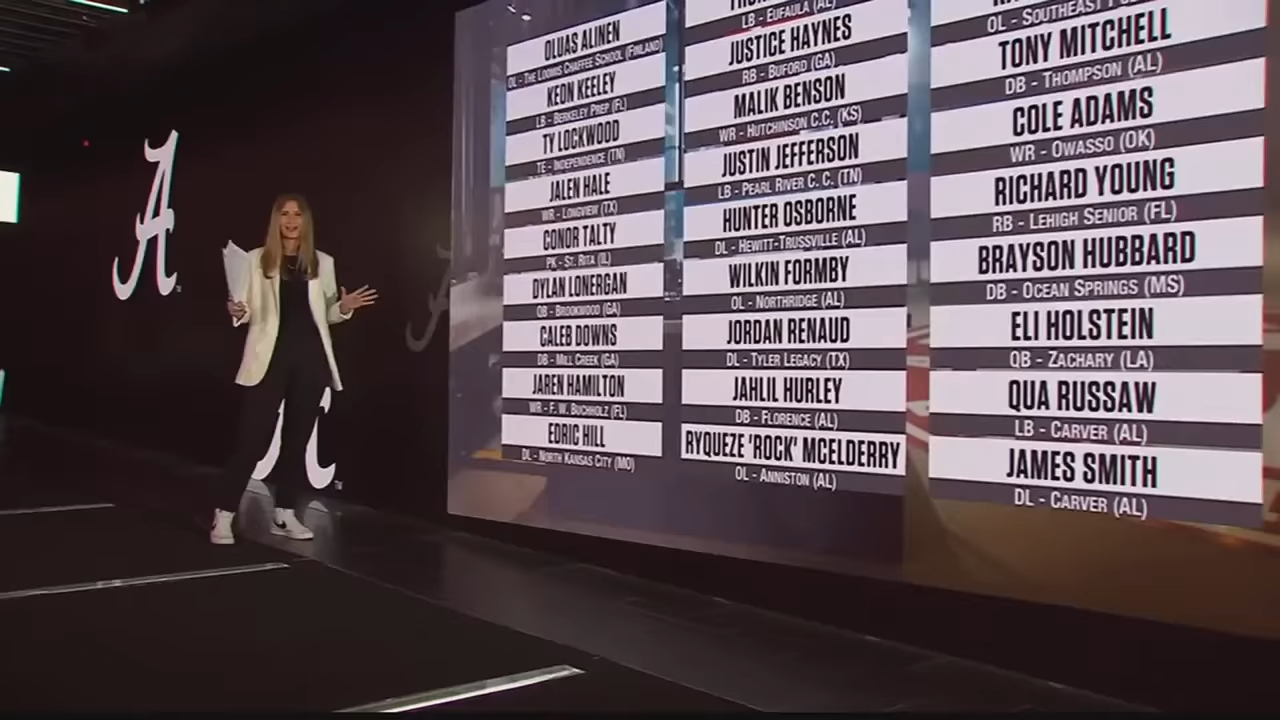 A
OLUAS ALINEN
OL - THE LOOMIS CHAFFEE SCHOOL (FINLAND)
KEON KEELEY
LB - BERKELEY PREP (FL)
TY LOCKWOOD
TE - INDEPENDENCE (TN)
JALEN HALE
WR - LONGVIEW (TX)
CONOR TALTY
PK - ST. RITA (IL)
DYLAN LONERGAN
QB - BROOKWOOD (GA)
CALEB DOWNS
DB - MILL CREEK (GA)
JAREN HAMILTON
WR - F. W. BUCHHOLZ (FL)
EDRIC HILL
DL - NORTH KANSAS CITY (MO)
LB - EUFAULA (AL)
JUSTICE HAYNES
RB - BUFORD (GA)
MALIK BENSON
WR - HUTCHINSON C.C. (KS)
JUSTIN JEFFERSON
LB - PEARL RIVER C. C. (TN)
HUNTER OSBORNE
DL - HEWITT-TRUSSVILLE (AL)
WILKIN FORMBY
OL - NORTHRIDGE (AL)
JORDAN RENAUD
DL - TYLER LEGACY (TX)
JAHLIL HURLEY
DB - FLORENCE (AL)
RYQUEZE 'ROCK' MCELDERRY
OL - ANNISTON (AL)
OL - SOUTHEAST
TONY MITCHELL
DB - THOMPSON (AL)
COLE ADAMS
WR - OWASSO (OK)
RICHARD YOUNG
RB - LEHIGH SENIOR (FL)
BRAYSON HUBBARD
DB - OCEAN SPRINGS (MS)
ELI HOLSTEIN
QB - ZACHARY (LA)
QUA RUSSAW
LB - CARVER (AL)
JAMES SMITH
DL - CARVER (AL)